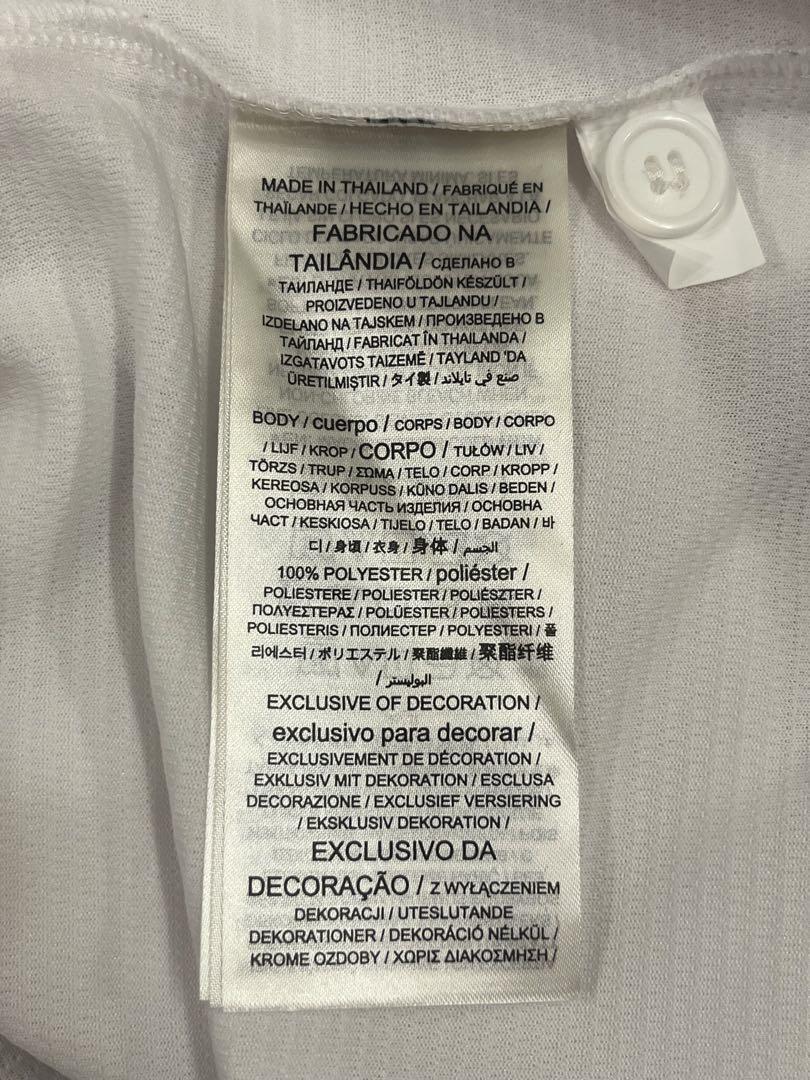 MADE IN THAILAND / FABRIQUÉ EN
THAÏLANDE / HECHO EN TAILANDIA /
FABRICADO NA
TAILÂNDIA / СДЕЛАНО В
ТАИЛАНДЕ / THAIFÖLDÖN KÉSZÜLT /
PROIZVEDENO U TAJLANDU /
IZDELANO NA TAJSKEM / ПРОИЗВЕДЕНО В
ТАЙЛАНД / FABRICAT ÎN THAILANDA /
IZGATAVOTS TAIZEMĒ / TAYLAND 'DA
ÜRETILMIŞTIR / タイ製 / صنع في تايلاند
BODY / cuerpo / CORPS / BODY / CORPO
/ LIJF / KROP / CORPO / TUŁÓW / LIV /
TÖRZS / TRUP / ΣΩΜΑ / TELO / CORP / KROPP /
KEREOSA / KORPUSS / KŪNO DALIS / BEDEN /
ОСНОВНАЯ ЧАСТЬ ИЗДЕЛИЯ / ОСНОВНА
ЧАСТ / KESKIOSA / TIJELO / TELO / BADAN / 바
디 / 身頃 / 衣身 / 身体 / الجسم
100% POLYESTER / poliéster /
POLIESTERE / POLIESTER / POLIÉSZTER /
ΠΟΛΥΕΣΤΕΡΑΣ / POLÜESTER / POLIESTERS /
POLIESTERIS / ПОЛИЕСТЕР / POLYESTERI / 폴
리에스터 / ポリエステル / 聚酯纖維 / 聚酯纤维
/ البوليستر
EXCLUSIVE OF DECORATION /
exclusivo para decorar /
EXCLUSIVEMENT DE DÉCORATION /
EXKLUSIV MIT DEKORATION / ESCLUSA
DECORAZIONE / EXCLUSIEF VERSIERING
/ EKSKLUSIV DEKORATION /
EXCLUSIVO DA
DECORAÇÃO / Z WYŁĄCZENIEM
DEKORACJI / UTESLUTANDE
DEKORATIONER / DEKORÁCIÓ NÉLKÜL /
KROME OZDOBY / ΧΩΡΙΣ ΔΙΑΚΟΣΜΗΣΗ /